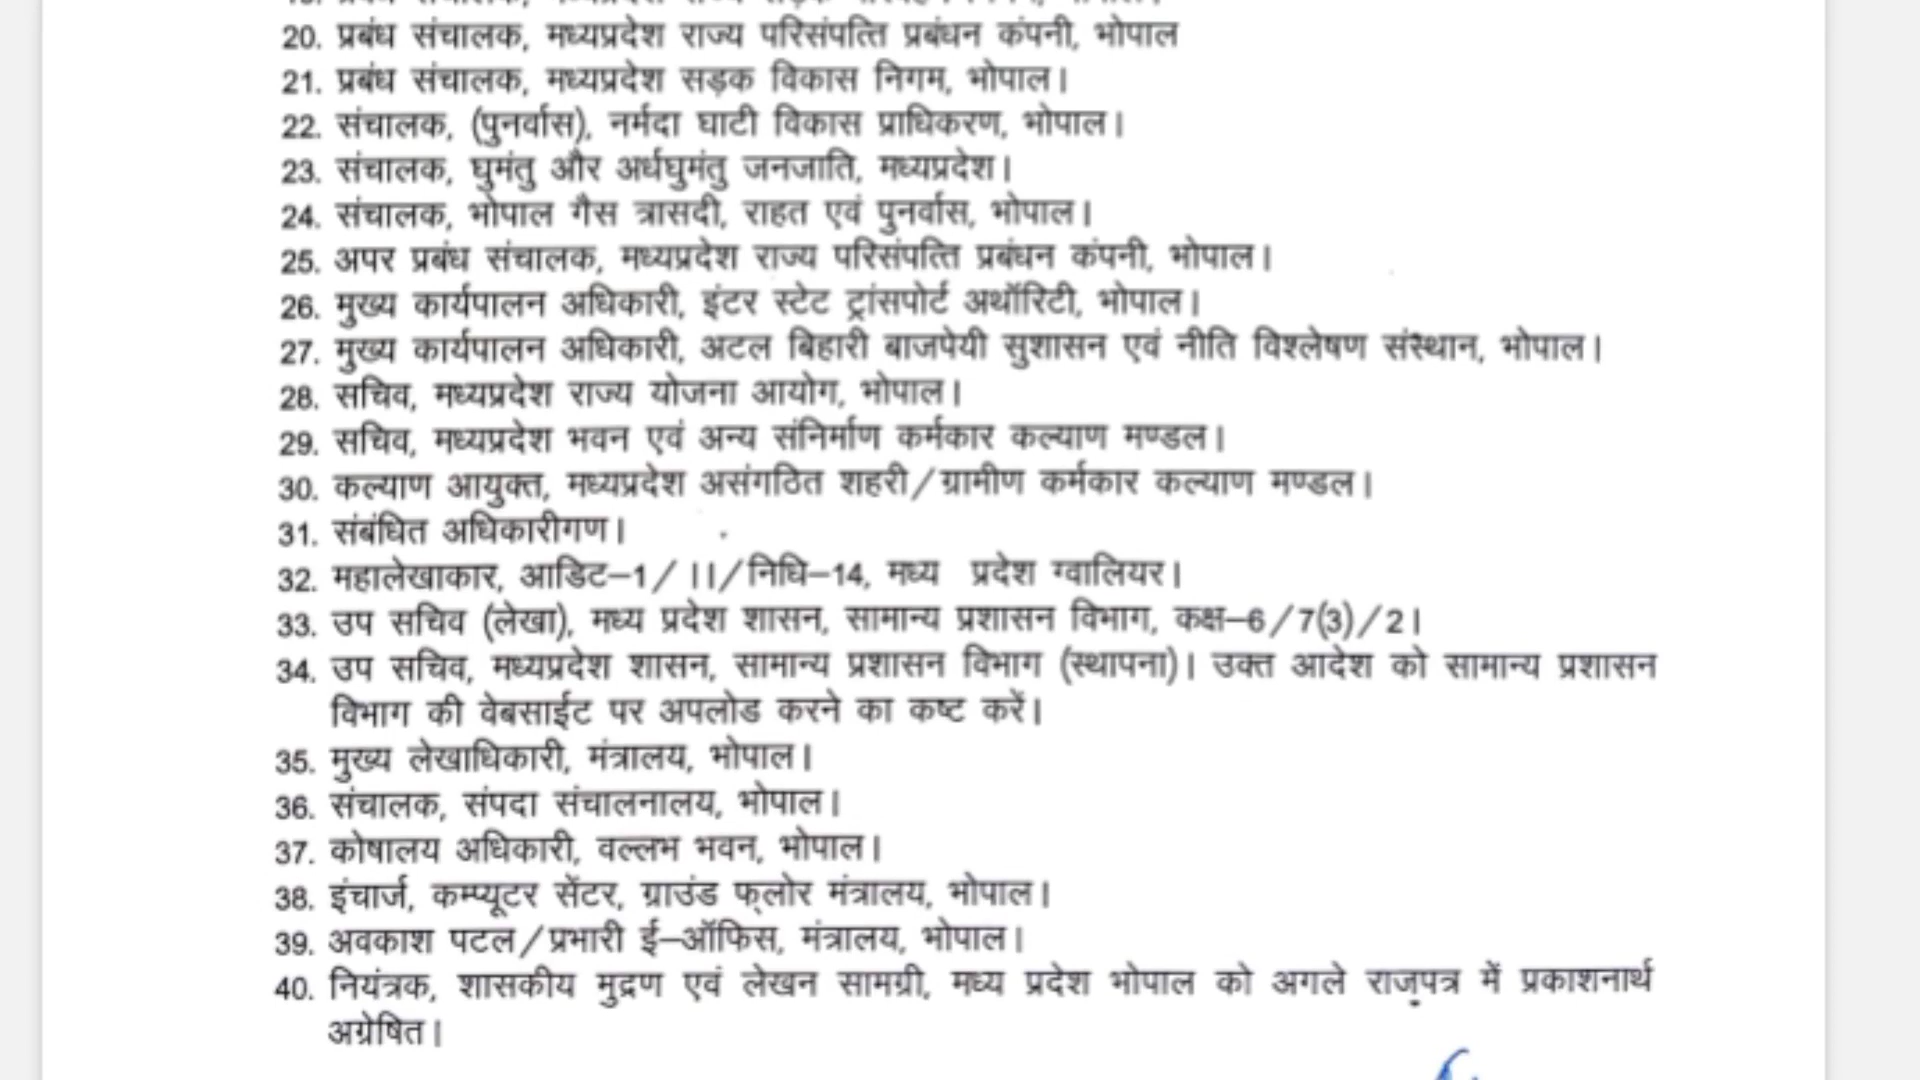 20. प्रबंध संचालक, मध्यप्रदेश राज्य परिसंपत्ति प्रबंधन कंपनी, भोपाल
21. प्रबंध संचालक, मध्यप्रदेश सड़क विकास निगम, भोपाल।
22. संचालक, (पुनर्वास), नर्मदा घाटी विकास प्राधिकरण, भोपाल।
23. संचालक, घुमंतु और अर्धघुमंतु जनजाति, मध्यप्रदेश।
24. संचालक, भोपाल गैस त्रासदी, राहत एवं पुनर्वास, भोपाल।
25. अपर प्रबंध संचालक, मध्यप्रदेश राज्य परिसंपत्ति प्रबंधन कंपनी, भोपाल।
26. मुख्य कार्यपालन अधिकारी, इंटर स्टेट ट्रांसपोर्ट अथॉरिटी, भोपाल।
27. मुख्य कार्यपालन अधिकारी, अटल बिहारी बाजपेयी सुशासन एवं नीति विश्लेषण संस्थान, भोपाल।
28. सचिव, मध्यप्रदेश राज्य योजना आयोग, भोपाल।
29. सचिव, मध्यप्रदेश भवन एवं अन्य संनिर्माण कर्मकार कल्याण मण्डल।
30. कल्याण आयुक्त, मध्यप्रदेश असंगठित शहरी/ग्रामीण कर्मकार कल्याण मण्डल।
31. संबंधित अधिकारीगण।
32. महालेखाकार, आडिट–1/ ।।/निधि–14, मध्य प्रदेश ग्वालियर।
33. उप सचिव (लेखा), मध्य प्रदेश शासन, सामान्य प्रशासन विभाग, कक्ष–6/7(3)/2।
34. उप सचिव, मध्यप्रदेश शासन, सामान्य प्रशासन विभाग (स्थापना)। उक्त आदेश को सामान्य प्रशासन
विभाग की वेबसाईट पर अपलोड करने का कष्ट करें।
35. मुख्य लेखाधिकारी, मंत्रालय, भोपाल।
36. संचालक, संपदा संचालनालय, भोपाल।
37. कोषालय अधिकारी, वल्लभ भवन, भोपाल।
38. इंचार्ज, कम्प्यूटर सेंटर, ग्राउंड फ्लोर मंत्रालय, भोपाल।
39. अवकाश पटल/प्रभारी ई–ऑफिस, मंत्रालय, भोपाल।
40. नियंत्रक, शासकीय मुद्रण एवं लेखन सामग्री, मध्य प्रदेश भोपाल को अगले राजपत्र में प्रकाशनार्थ
अग्रेषित।